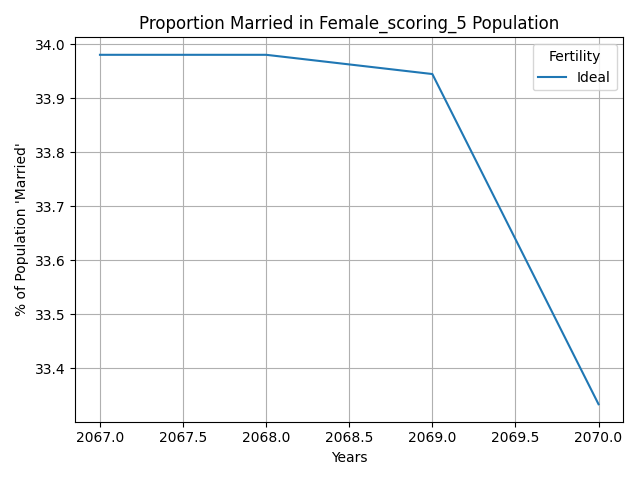 Proportion Married in Female_scoring_5 Population
Fertility
Ideal
% of Population 'Married'
34.0
33.9
33.8
33.7
33.6
33.5
33.4
2067.0 2067.5 2068.0 2068.5 2069.0 2069.5 2070.0
Years